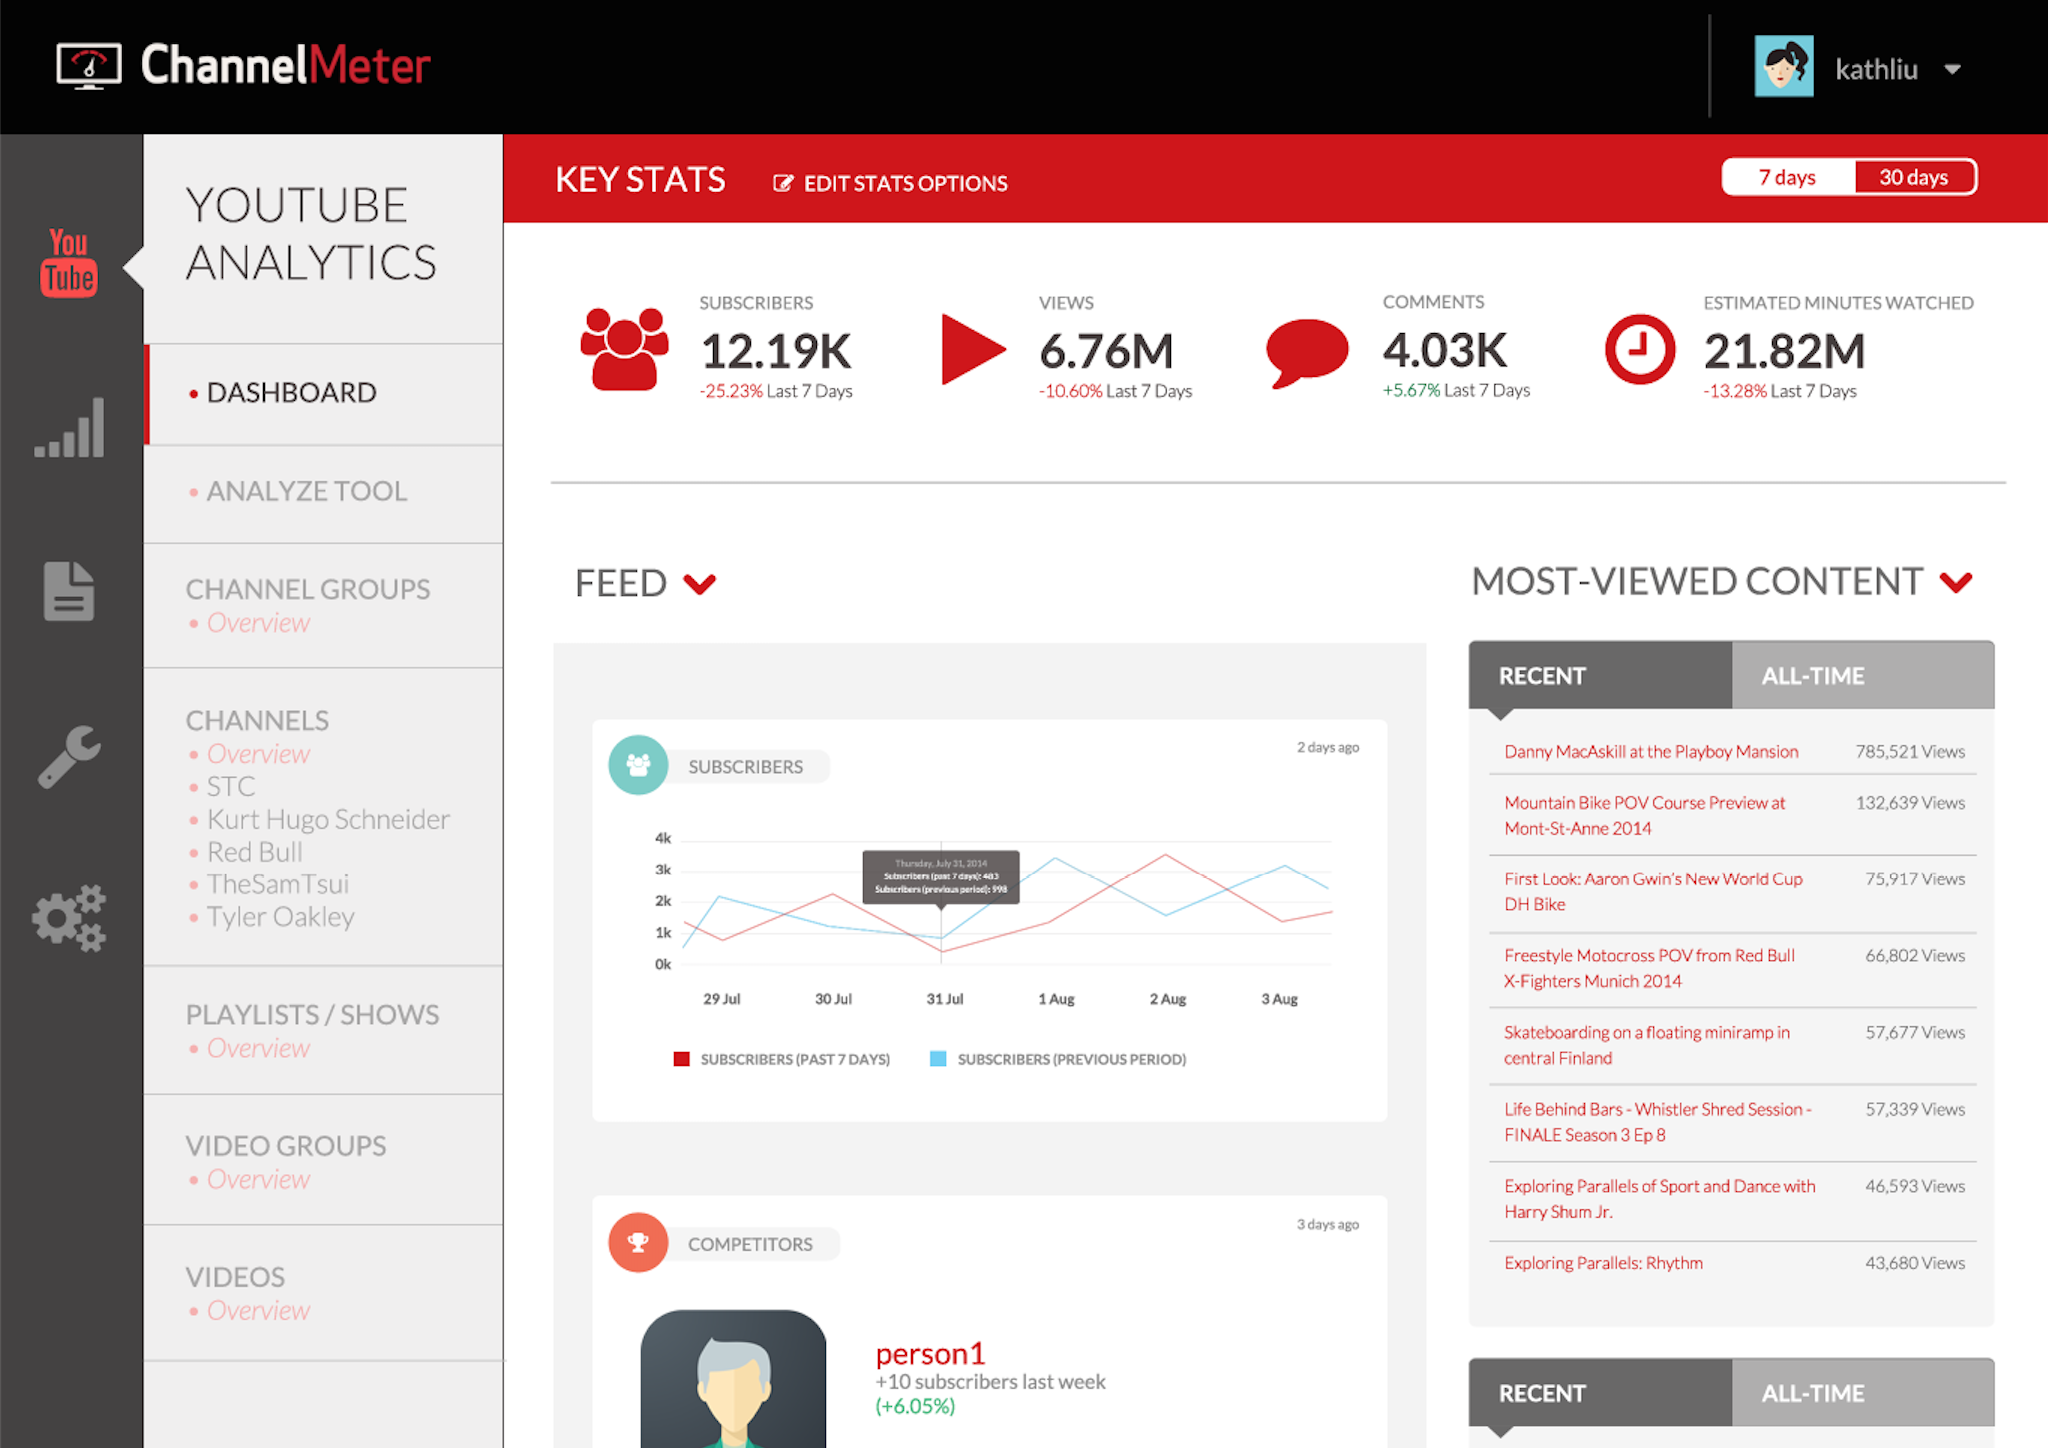 ChannelMeter
kathliu
You
Tube
YOUTUBE
ANALYTICS
• DASHBOARD
• ANALYZE TOOL
CHANNEL GROUPS
• Overview
CHANNELS
• Overview
• STC
• Kurt Hugo Schneider
• Red Bull
• TheSamTsui
• Tyler Oakley
PLAYLISTS / SHOWS
• Overview
VIDEO GROUPS
• Overview
VIDEOS
• Overview
KEY STATS
EDIT STATS OPTIONS
7 days
30 days
SUBSCRIBERS
12.19K
-25.23% Last 7 Days
VIEWS
6.76M
-10.60% Last 7 Days
COMMENTS
4.03K
+5.67% Last 7 Days
ESTIMATED MINUTES WATCHED
21.82M
-13.28% Last 7 Days
FEED
SUBSCRIBERS
2 days ago
4k
3k
2k
1k
0k
Thursday, July 31, 2014
Subscribers (past 7 days): 483
Subscribers (previous period): 998
29 Jul
30 Jul
31 Jul
1 Aug
2 Aug
3 Aug
SUBSCRIBERS (PAST 7 DAYS)
SUBSCRIBERS (PREVIOUS PERIOD)
COMPETITORS
3 days ago
person1
+10 subscribers last week
(+6.05%)
MOST-VIEWED CONTENT
RECENT
ALL-TIME
Danny MacAskill at the Playboy Mansion 785,521 Views
Mountain Bike POV Course Preview at 132,639 Views
Mont-St-Anne 2014
First Look: Aaron Gwin's New World Cup 75,917 Views
DH Bike
Freestyle Motocross POV from Red Bull 66,802 Views
X-Fighters Munich 2014
Skateboarding on a floating miniramp in 57,677 Views
central Finland
Life Behind Bars - Whistler Shred Session - 57,339 Views
FINALE Season 3 Ep 8
Exploring Parallels of Sport and Dance with 46,593 Views
Harry Shum Jr.
Exploring Parallels: Rhythm 43,680 Views
RECENT
ALL-TIME